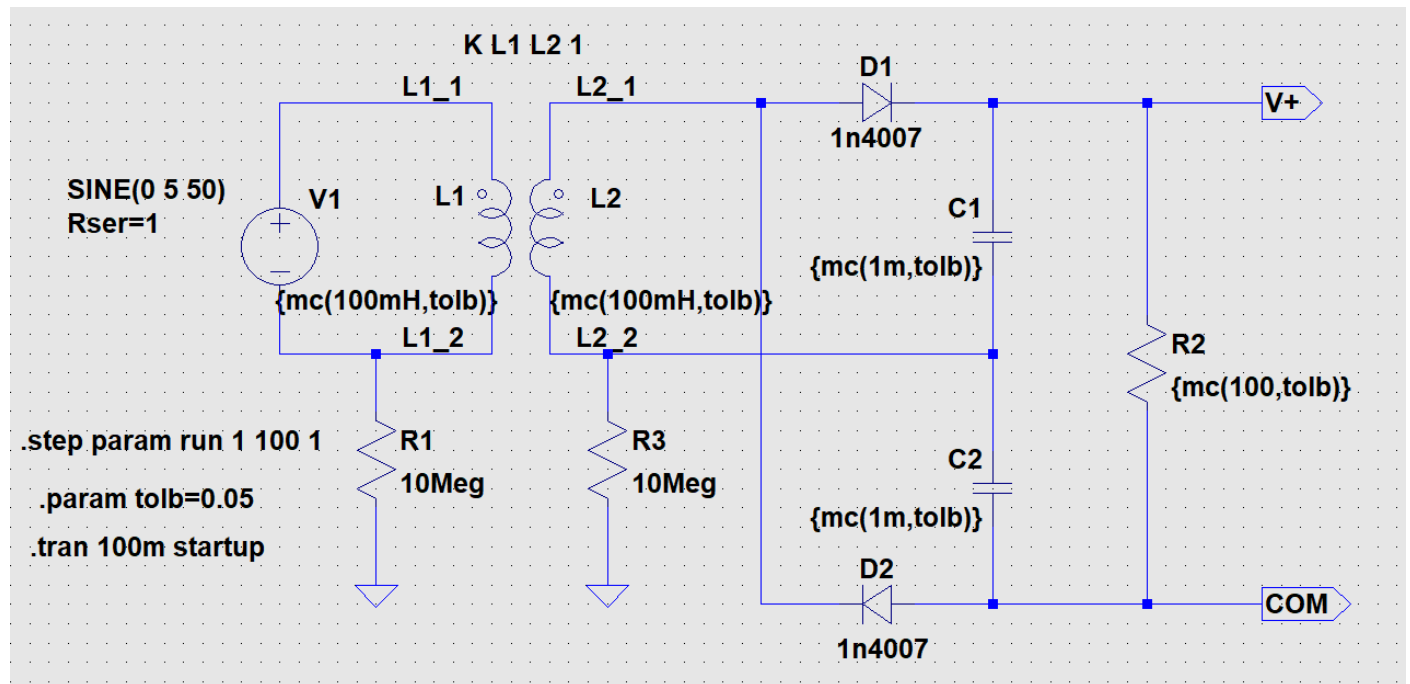 K L1 L2 1
L1_1
L2_1
D1
1n4007
V+
SINE(0 5 50)
Rser=1
V1
L1
L2
C1
{mc(100mH,tolb)}
{mc(100mH,tolb)}
{mc(1m,tolb)}
L1_2
L2_2
R2
{mc(100,tolb)}
.step param run 1 100 1
R1
10Meg
R3
10Meg
C2
{mc(1m,tolb)}
.param tolb=0.05
.tran 100m startup
D2
1n4007
COM